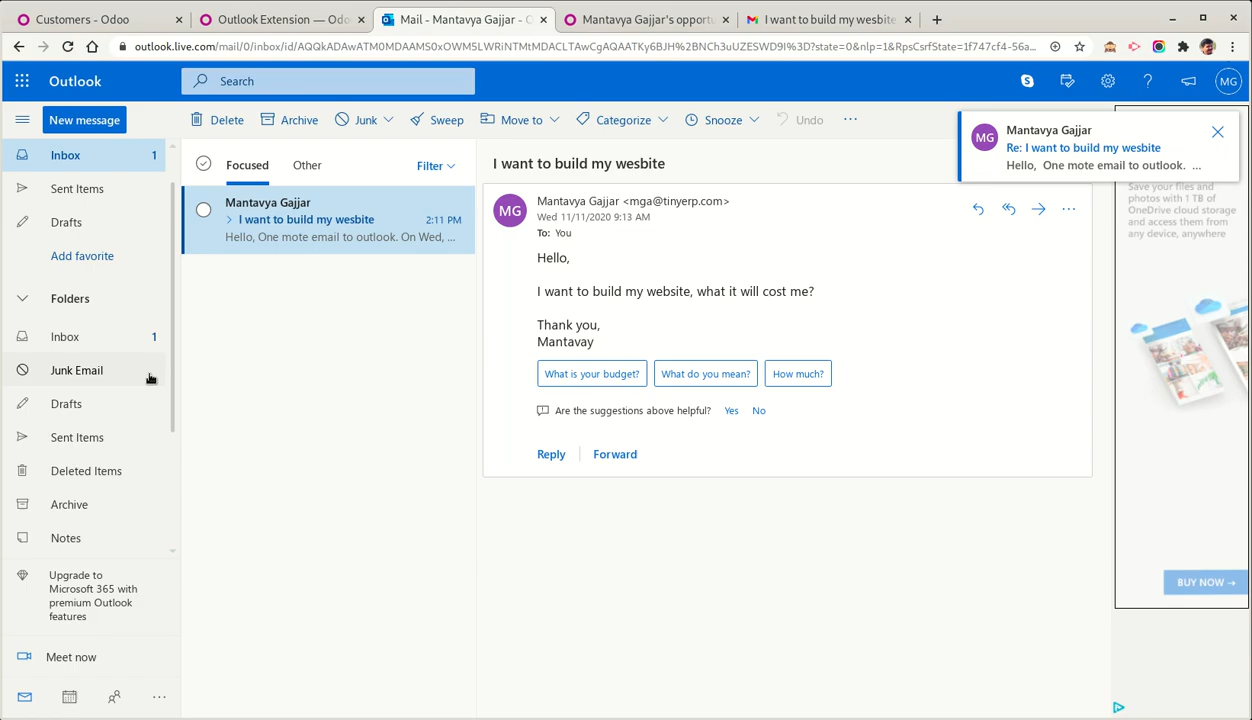 Customers - Odoo
Outlook Extension — Odo
Mail - Mantavya Gajjar - O
Mantavya Gajjar's opportu
I want to build my wesbite
outlook.live.com/mail/0/inbox/id/AQQkADAwATM0MDAAMS0xOWM5LWRiNTMtMDACLTAwCgAQAATKy6BJH%2BNCh3uUZESWD9I%3D?state=0&nlp=1&RpsCsrfState=1f747cf4-56a...
Outlook
Search
MG
New message
Delete Archive Junk Sweep Move to Categorize Snooze Undo
MG
Mantavya Gajjar
Re: I want to build my wesbite
Hello, One mote email to outlook. ...
Inbox 1
Sent Items
Drafts
Add favorite
Folders
Inbox 1
Junk Email
Drafts
Sent Items
Deleted Items
Archive
Notes
Upgrade to
Microsoft 365 with
premium Outlook
features
Meet now
Focused Other Filter
Mantavya Gajjar
I want to build my wesbite 2:11 PM
Hello, One mote email to outlook. On Wed, ...
I want to build my wesbite
MG
Mantavya Gajjar <mga@tinyerp.com>
Wed 11/11/2020 9:13 AM
To: You
Hello,
I want to build my website, what it will cost me?
Thank you,
Mantavay
What is your budget? What do you mean? How much?
Are the suggestions above helpful? Yes No
Reply Forward
Save your files and
photos with 1 TB of
OneDrive cloud storage
and access them from
any device, anywhere
BUY NOW →